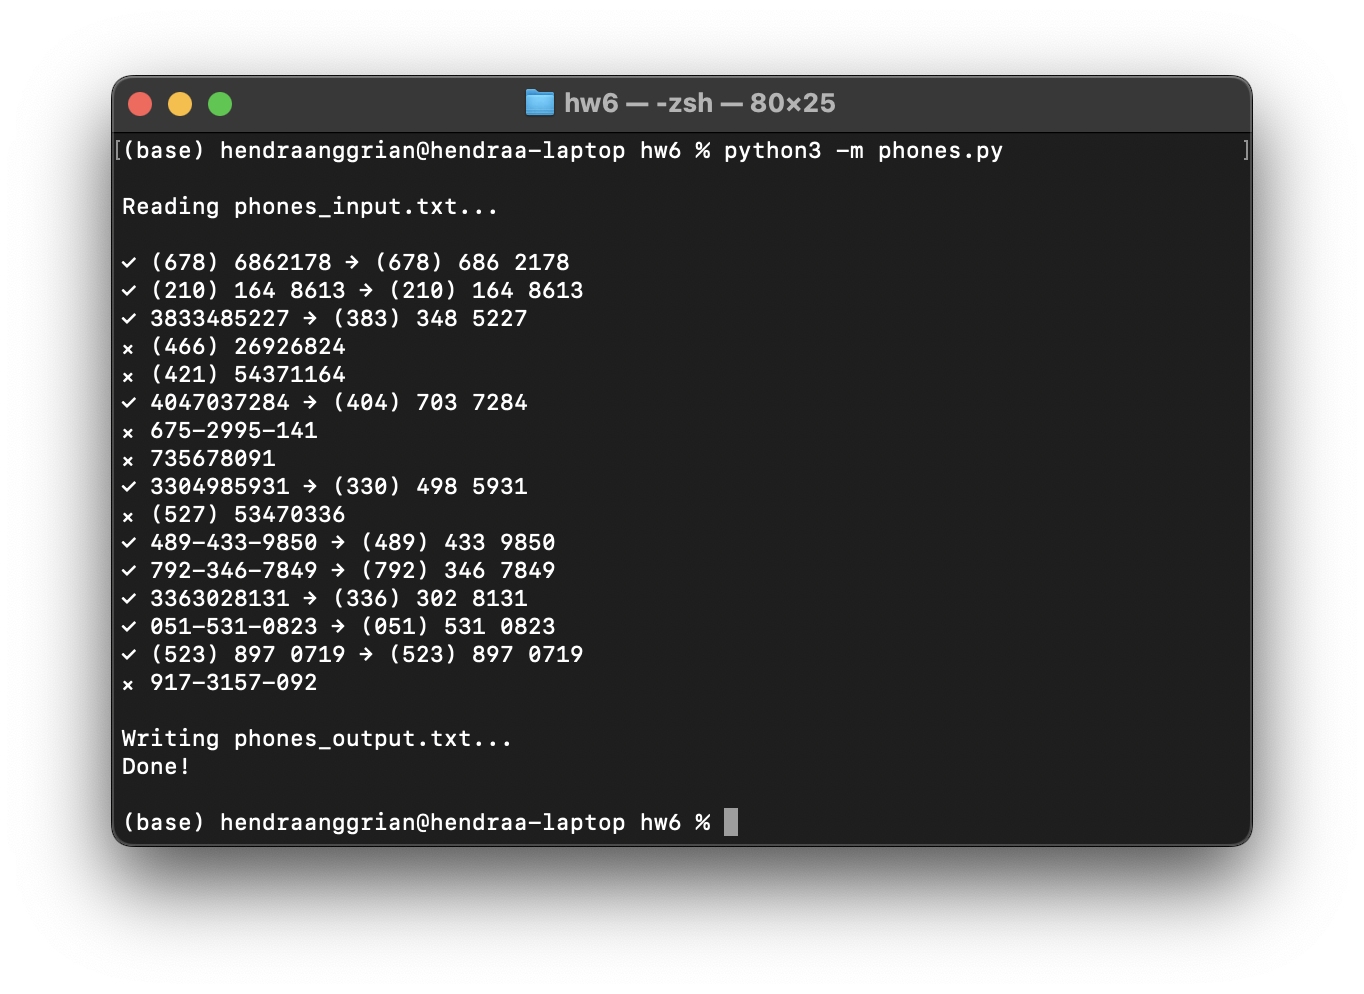 hw6 — -zsh — 80×25
[(base) hendraanggrian@hendraa-laptop hw6 % python3 -m phones.py ]
Reading phones_input.txt...
✓ (678) 6862178 → (678) 686 2178
✓ (210) 164 8613 → (210) 164 8613
✓ 3833485227 → (383) 348 5227
× (466) 26926824
× (421) 54371164
✓ 4047037284 → (404) 703 7284
× 675-2995-141
× 735678091
✓ 3304985931 → (330) 498 5931
× (527) 53470336
✓ 489-433-9850 → (489) 433 9850
✓ 792-346-7849 → (792) 346 7849
✓ 3363028131 → (336) 302 8131
✓ 051-531-0823 → (051) 531 0823
✓ (523) 897 0719 → (523) 897 0719
× 917-3157-092
Writing phones_output.txt...
Done!
(base) hendraanggrian@hendraa-laptop hw6 %